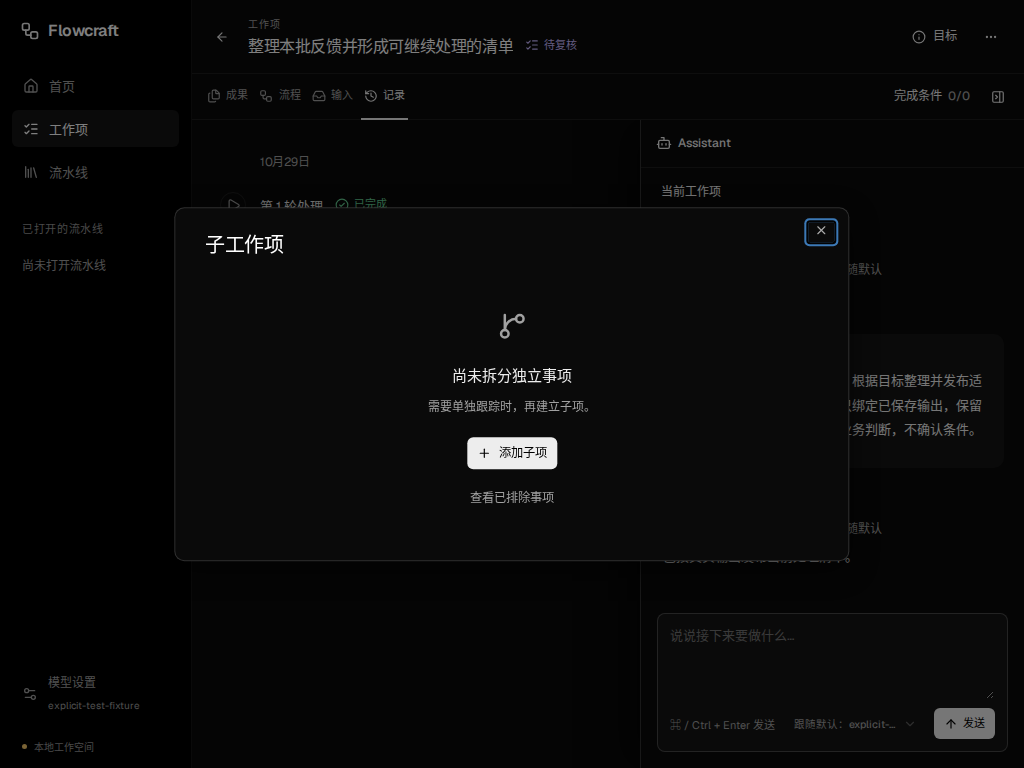 Flowcraft
首页
工作项
流水线
已打开的流水线
尚未打开流水线
模型设置
explicit-test-fixture
本地工作空间
工作项
整理本批反馈并形成可继续处理的清单
待复核
目标
成果
流程
输入
记录
完成条件 0/0
10月29日
第 1 轮处理
已完成
Assistant
当前工作项
随默认
根据目标整理并发布适
绑定已保存输出，保留
务判断，不确认条件。
随默认
子工作项
尚未拆分独立事项
需要单独跟踪时，再建立子项。
添加子项
查看已排除事项
说说接下来要做什么…
⌘ / Ctrl + Enter 发送
跟随默认：explicit-…
发送